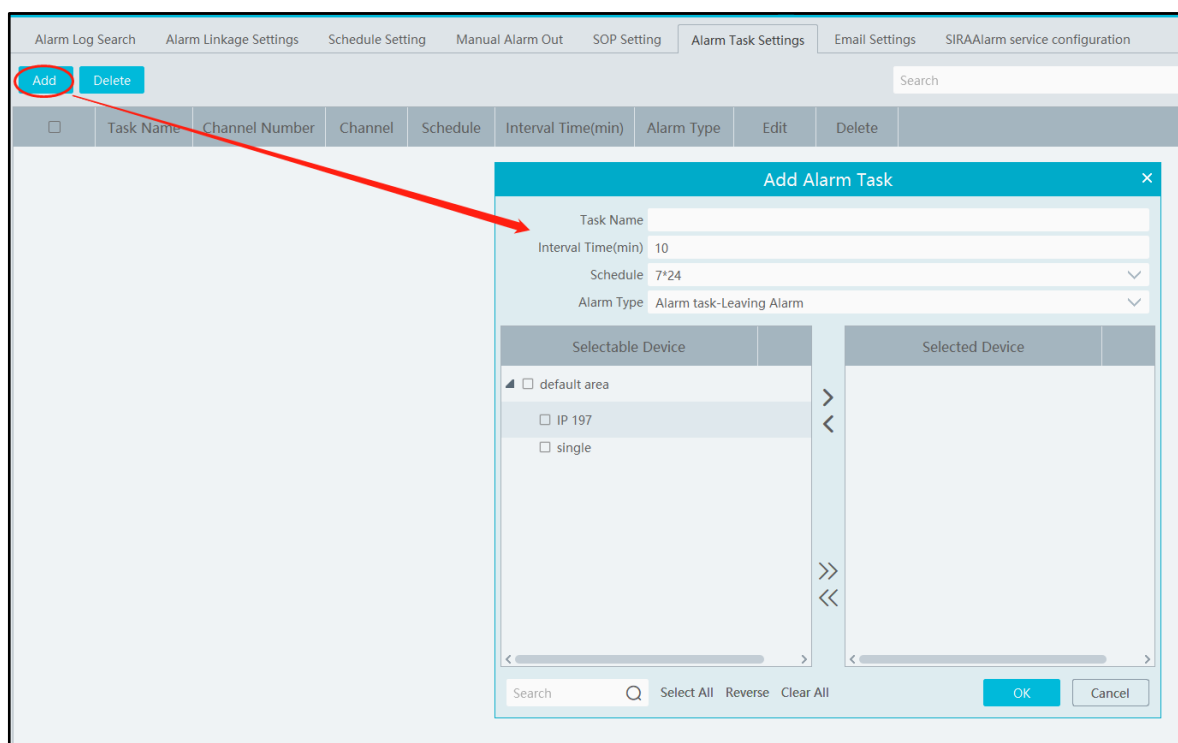 Alarm Log Search Alarm Linkage Settings Schedule Setting Manual Alarm Out SOP Setting Alarm Task Settings Email Settings SIRAAlarm service configuration
Add Delete Search
Task Name Channel Number Channel Schedule Interval Time(min) Alarm Type Edit Delete
Add Alarm Task
Task Name
Interval Time(min) 10
Schedule 7*24
Alarm Type Alarm task-Leaving Alarm
Selectable Device Selected Device
default area
IP 197
single
Search Select All Reverse Clear All OK Cancel